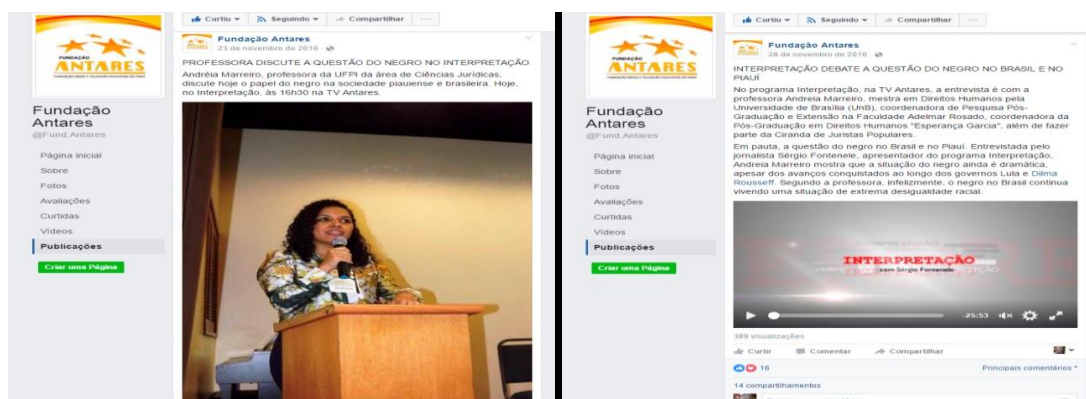 Curtiu
Seguindo
Compartilhar
FUNDAÇÃO
ANTARES
Fundação
Antares
@Fund.Antares
Página inicial
Sobre
Fotos
Avaliações
Curtidas
Vídeos
Publicações
Criar uma Página
Fundação Antares
23 de novembro de 2016
PROFESSORA DISCUTE A QUESTÃO DO NEGRO NO INTERPRETAÇÃO
Andréia Marreiro, professora da UFPI da área de Ciências Jurídicas,
discute hoje o papel do negro na sociedade piauiense e brasileira. Hoje,
no Interpretação, às 16h30 na TV Antares.
Curtiu
Seguindo
Compartilhar
FUNDAÇÃO
ANTARES
Fundação
Antares
@Fund.Antares
Página inicial
Sobre
Fotos
Avaliações
Curtidas
Vídeos
Publicações
Criar uma Página
Fundação Antares
28 de novembro de 2016
INTERPRETAÇÃO DEBATE A QUESTÃO DO NEGRO NO BRASIL E NO
PIAUÍ
No programa Interpretação, na TV Antares, a entrevista é com a
professora Andreia Marreiro, mestra em Direitos Humanos pela
Universidade de Brasília (UnB), coordenadora de Pesquisa Pós-
Graduação e Extensão na Faculdade Adelmar Rosado, coordenadora da
Pós-Graduação em Direitos Humanos "Esperança Garcia", além de fazer
parte da Ciranda de Juristas Populares.
Em pauta, a questão do negro no Brasil e no Piauí. Entrevistada pelo
jornalista Sérgio Fontenele, apresentador do programa Interpretação,
Andreia Marreiro mostra que a situação do negro ainda é dramática,
apesar dos avanços conquistados ao longo dos governos Lula e Dilma
Rousseff. Segundo a professora, infelizmente, o negro no Brasil continua
vivendo uma situação de extrema desigualdade racial.
INTERPRETAÇÃO
com Sérgio Fontenele
-25:53
389 visualizações
Curtir
Comentar
Compartilhar
16
Principais comentários
14 compartilhamentos